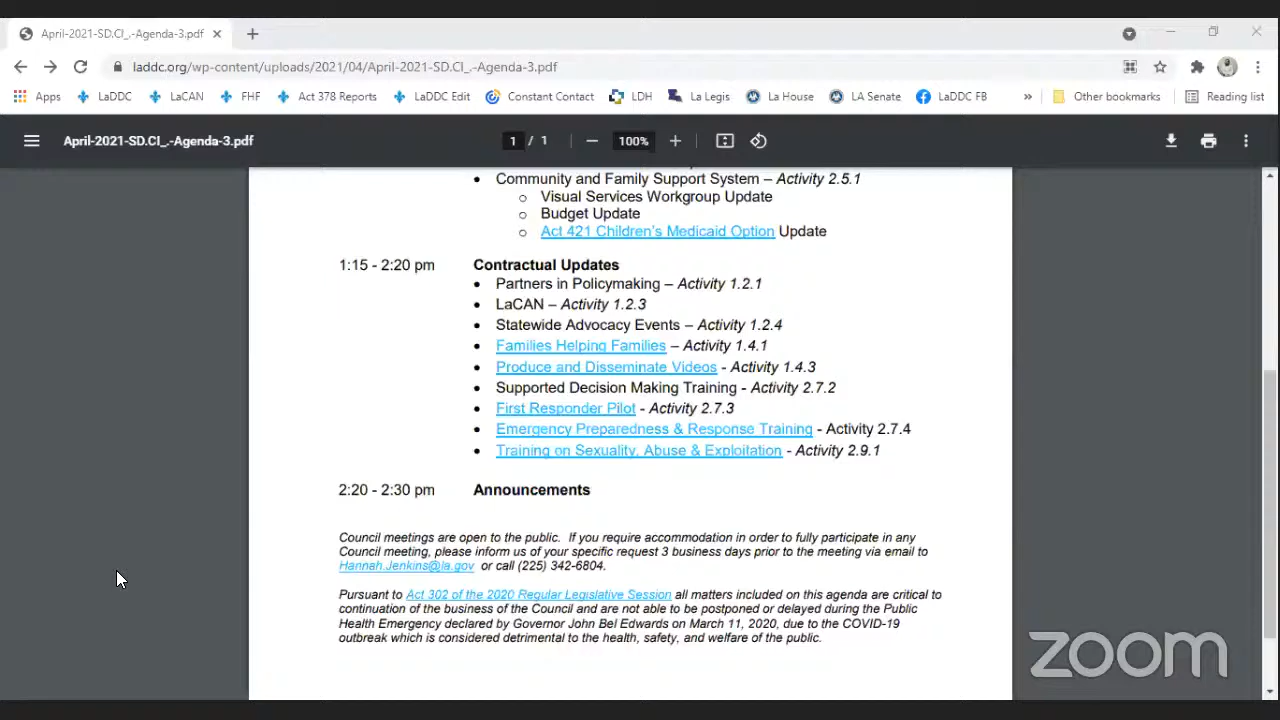 April-2021-SD.CI_.-Agenda-3.pdf
laddc.org/wp-content/uploads/2021/04/April-2021-SD.CI_.-Agenda-3.pdf
Apps LaDDC LaCAN FHF Act 378 Reports LaDDC Edit Constant Contact LDH La Legis La House LA Senate LaDDC FB » Other bookmarks Reading list
April-2021-SD.CI_.-Agenda-3.pdf 1 / 1 100%
• Community and Family Support System – Activity 2.5.1
o Visual Services Workgroup Update
o Budget Update
o Act 421 Children's Medicaid Option Update
1:15 - 2:20 pm Contractual Updates
• Partners in Policymaking – Activity 1.2.1
• LaCAN – Activity 1.2.3
• Statewide Advocacy Events – Activity 1.2.4
• Families Helping Families – Activity 1.4.1
• Produce and Disseminate Videos - Activity 1.4.3
• Supported Decision Making Training - Activity 2.7.2
• First Responder Pilot - Activity 2.7.3
• Emergency Preparedness & Response Training - Activity 2.7.4
• Training on Sexuality, Abuse & Exploitation - Activity 2.9.1
2:20 - 2:30 pm Announcements
Council meetings are open to the public. If you require accommodation in order to fully participate in any
Council meeting, please inform us of your specific request 3 business days prior to the meeting via email to
Hannah.Jenkins@la.gov or call (225) 342-6804.
Pursuant to Act 302 of the 2020 Regular Legislative Session all matters included on this agenda are critical to
continuation of the business of the Council and are not able to be postponed or delayed during the Public
Health Emergency declared by Governor John Bel Edwards on March 11, 2020, due to the COVID-19
outbreak which is considered detrimental to the health, safety, and welfare of the public.
zoom